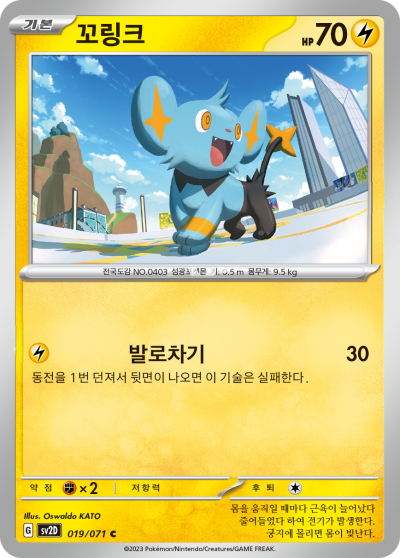 기본 꼬링크 HP 70
전국도감 NO.0403 섬광포켓몬 키: 0.5 m 몸무게: 9.5 kg
발로차기 30
동전을 1번 던져서 뒷면이 나오면 이 기술은 실패한다.
약점 ×2 저항력 후퇴
Illus. Oswaldo KATO
G SV2D 019/071 C
몸을 움직일 때마다 근육이 늘어났다
줄어들었다 하여 전기가 발생한다.
궁지에 몰리면 몸이 빛난다.
©2023 Pokémon/Nintendo/Creatures/GAME FREAK.